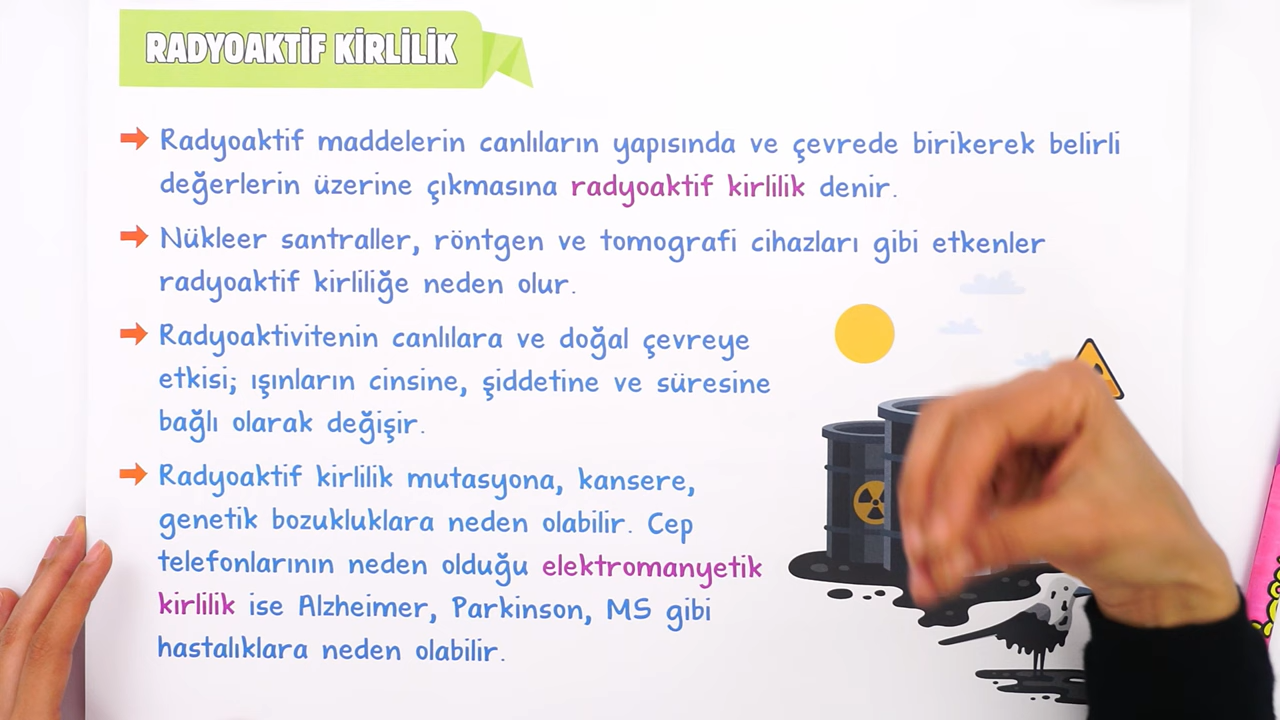 RADYOAKTİF KİRLİLİK
Radyoaktif maddelerin canlıların yapısında ve çevrede birikerek belirli
değerlerin üzerine çıkmasına radyoaktif kirlilik denir.
Nükleer santraller, röntgen ve tomografi cihazları gibi etkenler
radyoaktif kirliliğe neden olur.
Radyoaktivitenin canlılara ve doğal çevreye
etkisi; ışınların cinsine, şiddetine ve süresine
bağlı olarak değişir.
Radyoaktif kirlilik mutasyona, kansere,
genetik bozukluklara neden olabilir. Cep
telefonlarının neden olduğu elektromanyetik
kirlilik ise Alzheimer, Parkinson, MS gibi
hastalıklara neden olabilir.